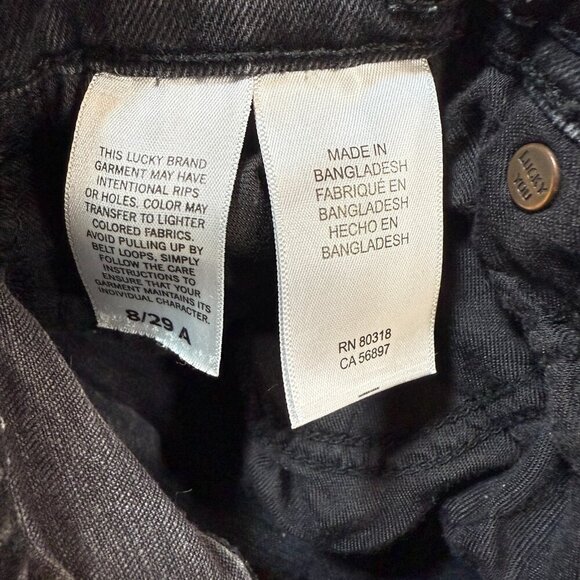 THIS LUCKY BRAND
GARMENT MAY HAVE
INTENTIONAL RIPS
OR HOLES. COLOR MAY
TRANSFER TO LIGHTER
COLORED FABRICS.
AVOID PULLING UP BY
BELT LOOPS, SIMPLY
FOLLOW THE CARE
INSTRUCTIONS TO
ENSURE THAT YOUR
GARMENT MAINTAINS ITS
INDIVIDUAL CHARACTER.
8/29 A
MADE IN
BANGLADESH
FABRIQUÉ EN
BANGLADESH
HECHO EN
BANGLADESH
RN 80318
CA 56897
LUCKY
YOU